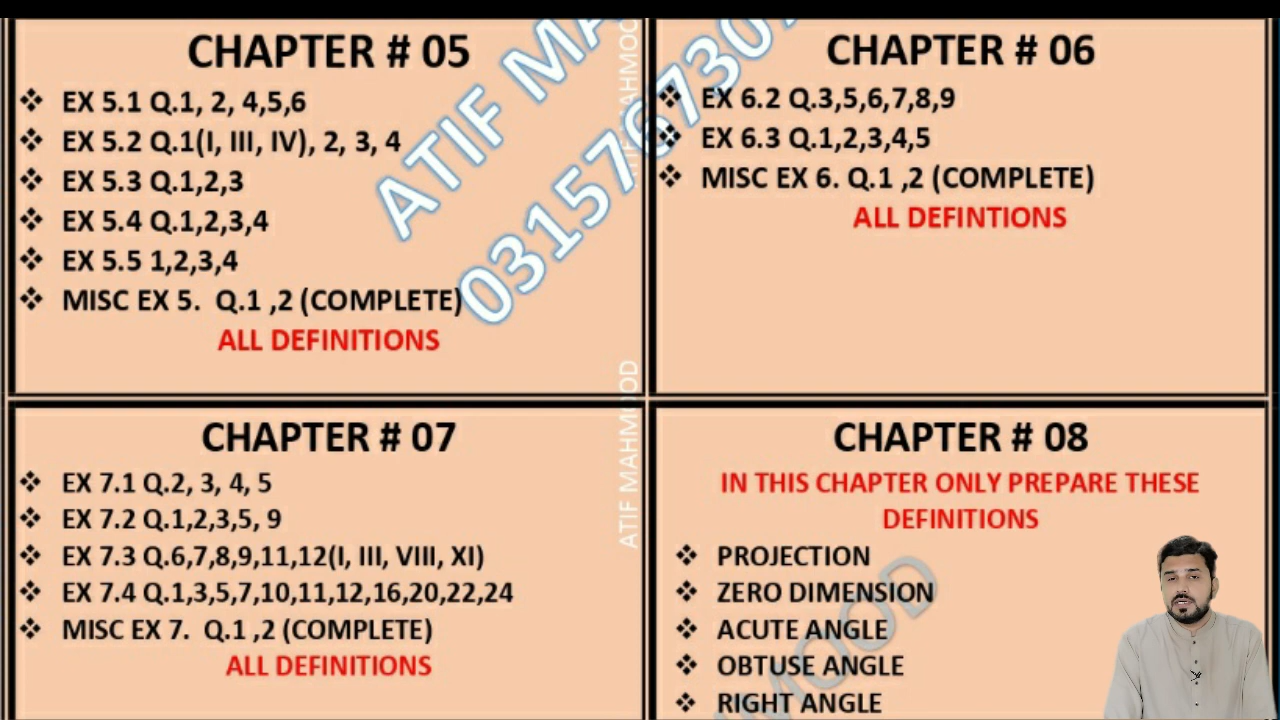 CHAPTER # 05
❖ EX 5.1 Q.1, 2, 4,5,6
❖ EX 5.2 Q.1(I, III, IV), 2, 3, 4
❖ EX 5.3 Q.1,2,3
❖ EX 5.4 Q.1,2,3,4
❖ EX 5.5 1,2,3,4
❖ MISC EX 5. Q.1 ,2 (COMPLETE)
ALL DEFINITIONS
CHAPTER # 06
❖ EX 6.2 Q.3,5,6,7,8,9
❖ EX 6.3 Q.1,2,3,4,5
❖ MISC EX 6. Q.1 ,2 (COMPLETE)
ALL DEFINTIONS
CHAPTER # 07
❖ EX 7.1 Q.2, 3, 4, 5
❖ EX 7.2 Q.1,2,3,5, 9
❖ EX 7.3 Q.6,7,8,9,11,12(I, III, VIII, XI)
❖ EX 7.4 Q.1,3,5,7,10,11,12,16,20,22,24
❖ MISC EX 7. Q.1 ,2 (COMPLETE)
ALL DEFINITIONS
CHAPTER # 08
IN THIS CHAPTER ONLY PREPARE THESE
DEFINITIONS
❖ PROJECTION
❖ ZERO DIMENSION
❖ ACUTE ANGLE
❖ OBTUSE ANGLE
❖ RIGHT ANGLE
ATIF MA
ATIF MAHMOOD